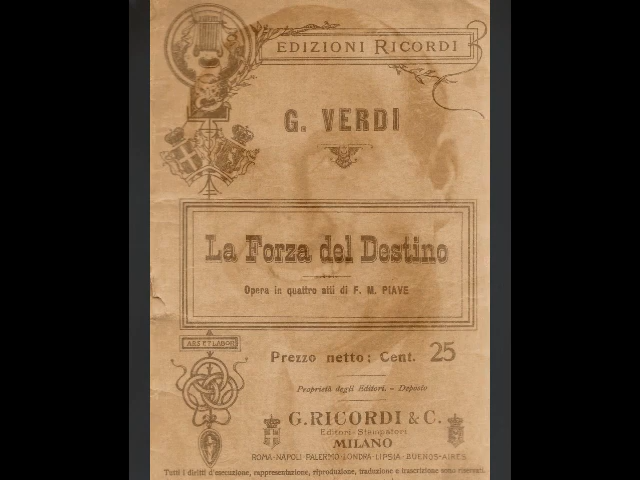 EDIZIONI RICORDI
G. VERDI
La Forza del Destino
Opera in quattro atti di F. M. PIAVE
ARS ET LABOR
Prezzo netto: Cent. 25
Proprietà degli Editori. - Deposto
G. RICORDI & C.
Editori-Stampatori
MILANO
ROMA-NAPOLI-PALERMO-LONDRA-LIPSIA-BUENOS-AIRES
Tutti i diritti d'esecuzione, rappresentazione, riproduzione, traduzione e trascrizione sono riservati.